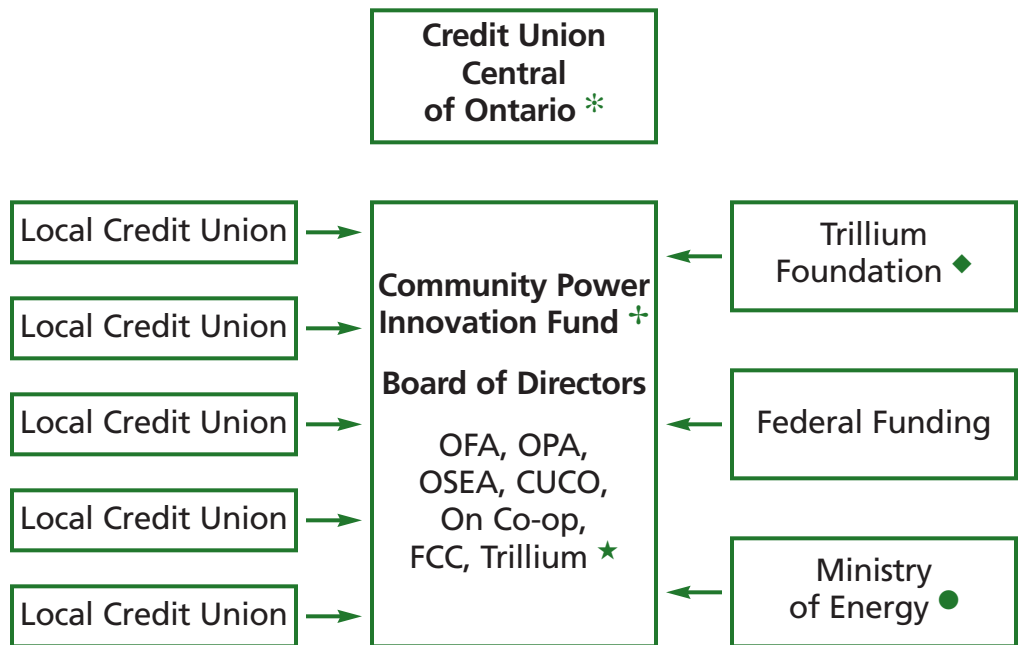 Credit Union
Central
of Ontario *
Local Credit Union
Local Credit Union
Local Credit Union
Local Credit Union
Local Credit Union
Community Power
Innovation Fund ✢
Board of Directors
OFA, OPA,
OSEA, CUCO,
On Co-op,
FCC, Trillium ★
Trillium
Foundation ◆
Federal Funding
Ministry
of Energy ●